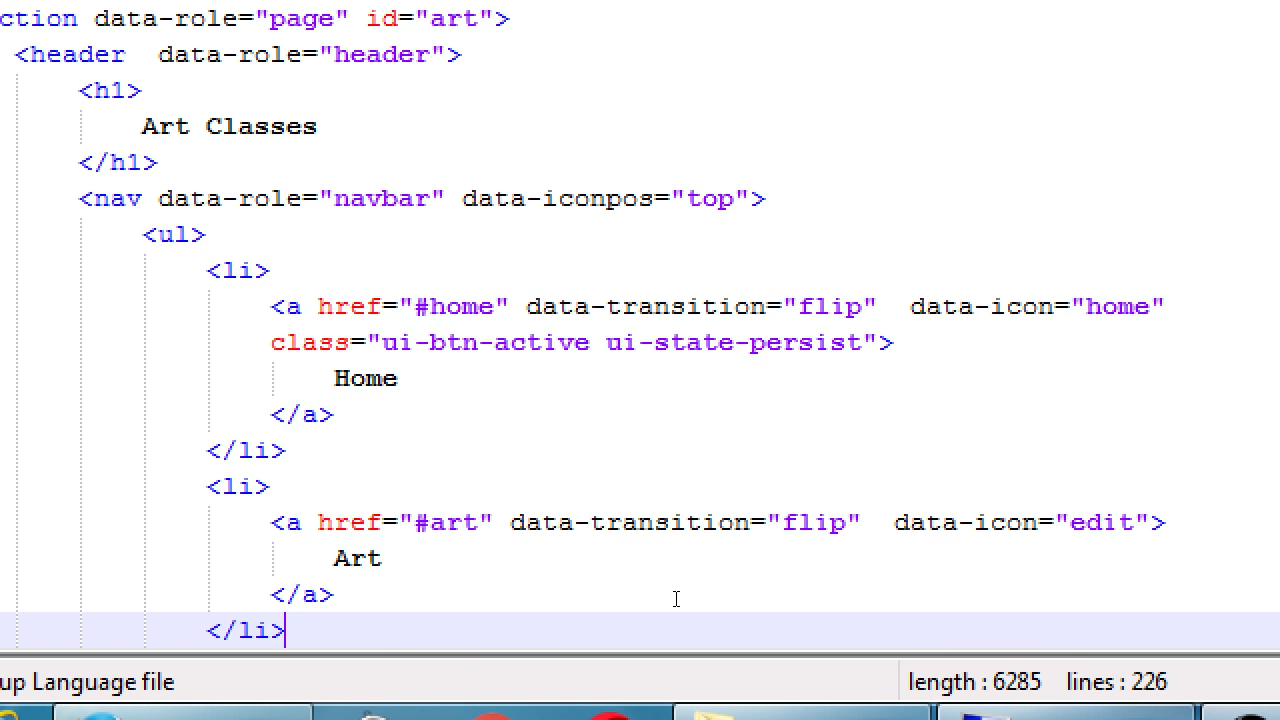 ction data-role="page" id="art">
<header  data-role="header">
<h1>
Art Classes
</h1>
<nav data-role="navbar" data-iconpos="top">
<ul>
<li>
<a href="#home" data-transition="flip"  data-icon="home"
class="ui-btn-active ui-state-persist">
Home
</a>
</li>
<li>
<a href="#art" data-transition="flip"  data-icon="edit">
Art
</a>
</li>
up Language file
length : 6285    lines : 226